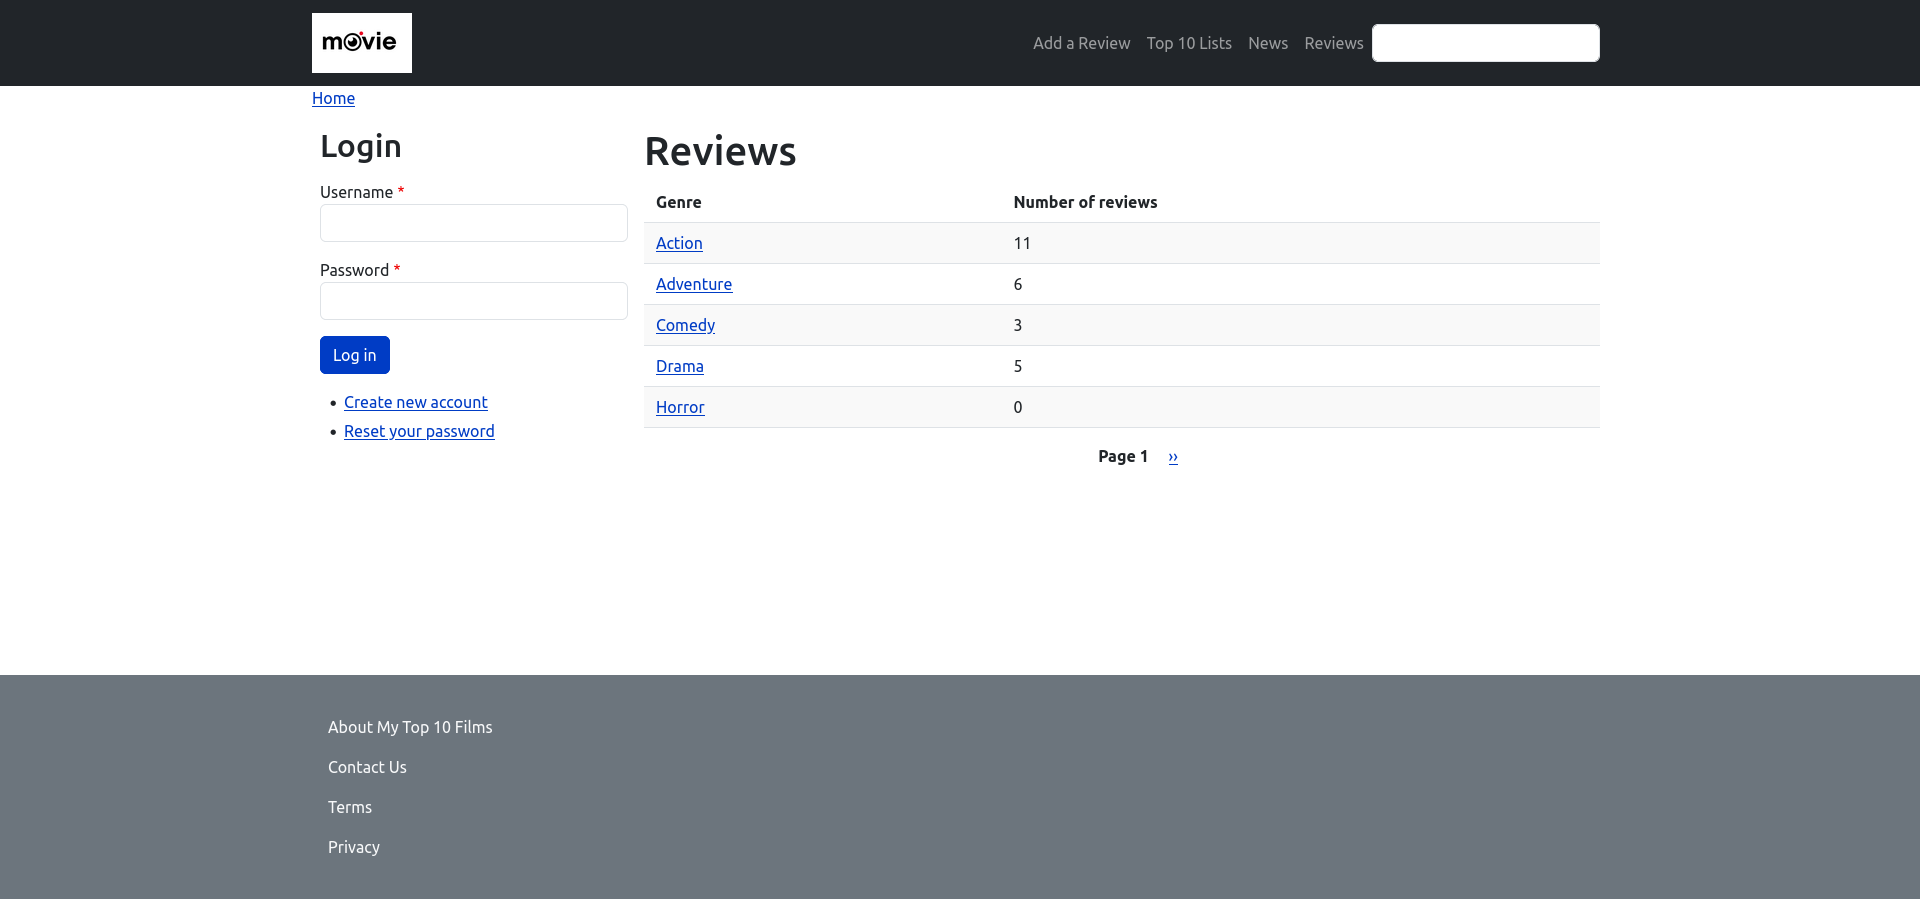 movie
Add a Review Top 10 Lists News Reviews
Home
Login
Username *
Password *
Log in
Create new account
Reset your password
Reviews
Genre Number of reviews
Action 11
Adventure 6
Comedy 3
Drama 5
Horror 0
Page 1 ››
About My Top 10 Films
Contact Us
Terms
Privacy